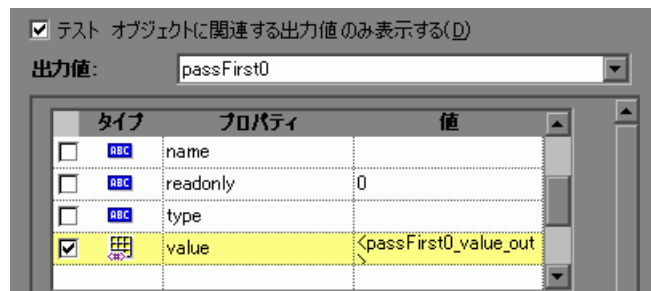 テスト オブジェクトに関連する出力値のみ表示する(D)
出力値: passFirst0
タイプ プロパティ 値
ABC name
ABC readonly 0
ABC type
<#> value <passFirst0_value_out
>